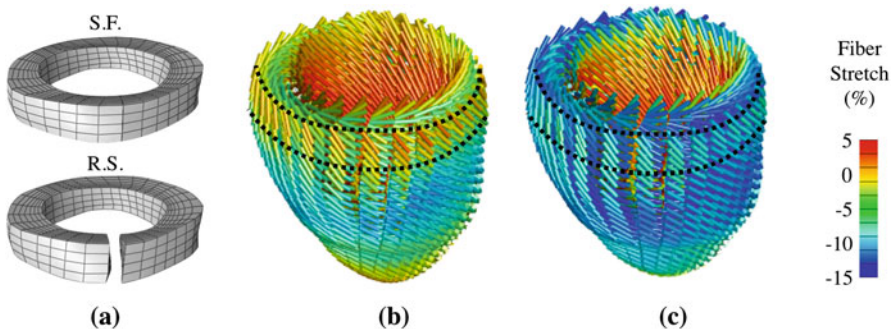 S.F.
R.S.
(a)
(b)
(c)
Fiber
Stretch
(%)
5
0
-5
-10
-15